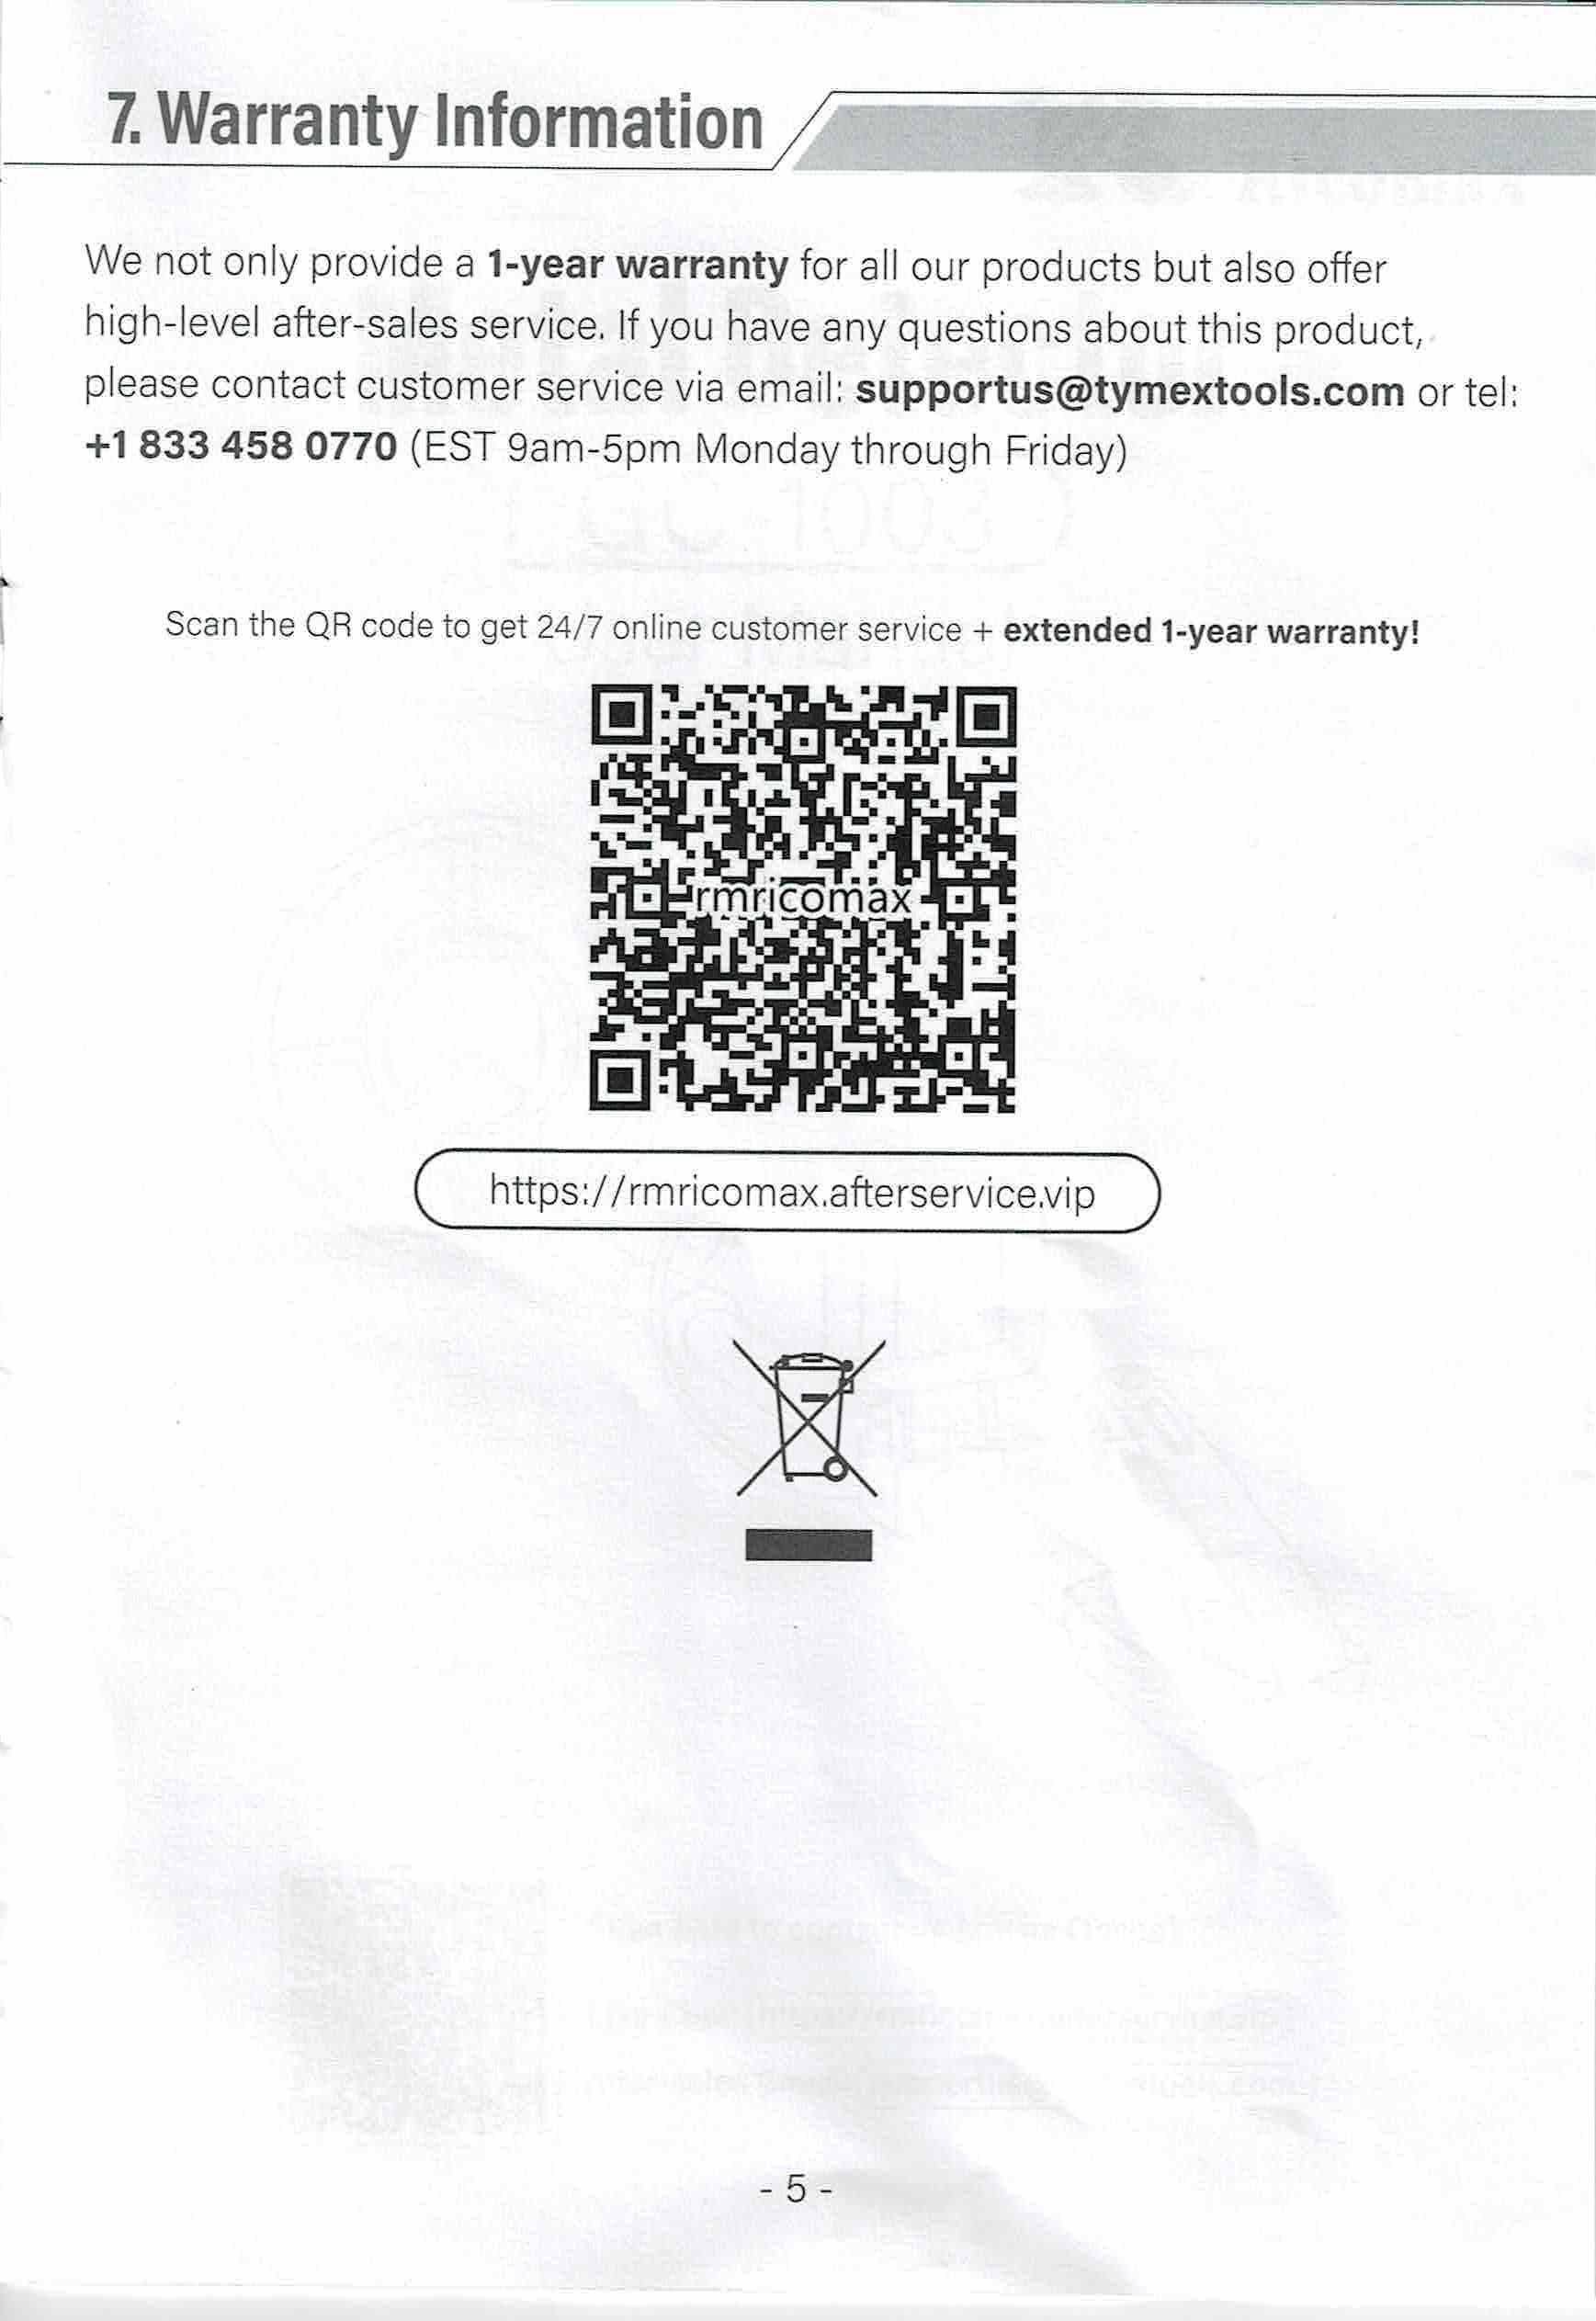 7. Warranty Information
We not only provide a 1-year warranty for all our products but also offer
high-level after-sales service. If you have any questions about this product,
please contact customer service via email: supportus@tymextools.com or tel:
+1 833 458 0770 (EST 9am-5pm Monday through Friday)
Scan the QR code to get 24/7 online customer service + extended 1-year warranty!
rmricomax
https://rmricomax.afterservice.vip
- 5 -